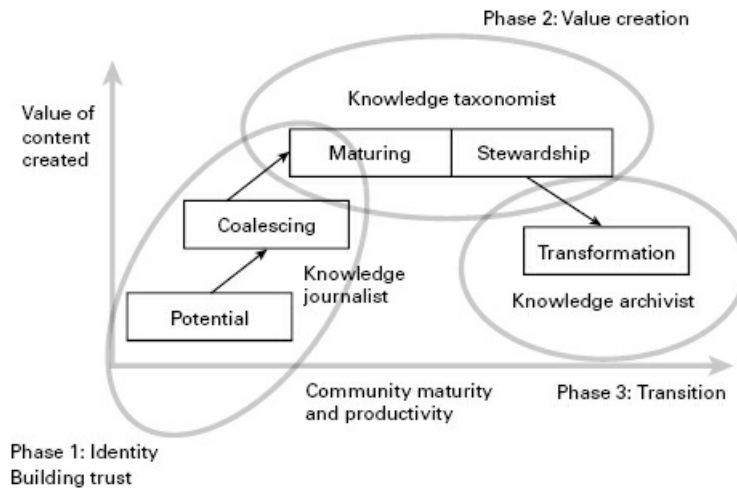 Phase 2: Value creation
Value of
content
created
Knowledge taxonomist
Maturing
Stewardship
Coalescing
Transformation
Knowledge
journalist
Knowledge archivist
Potential
Community maturity
and productivity
Phase 3: Transition
Phase 1: Identity
Building trust